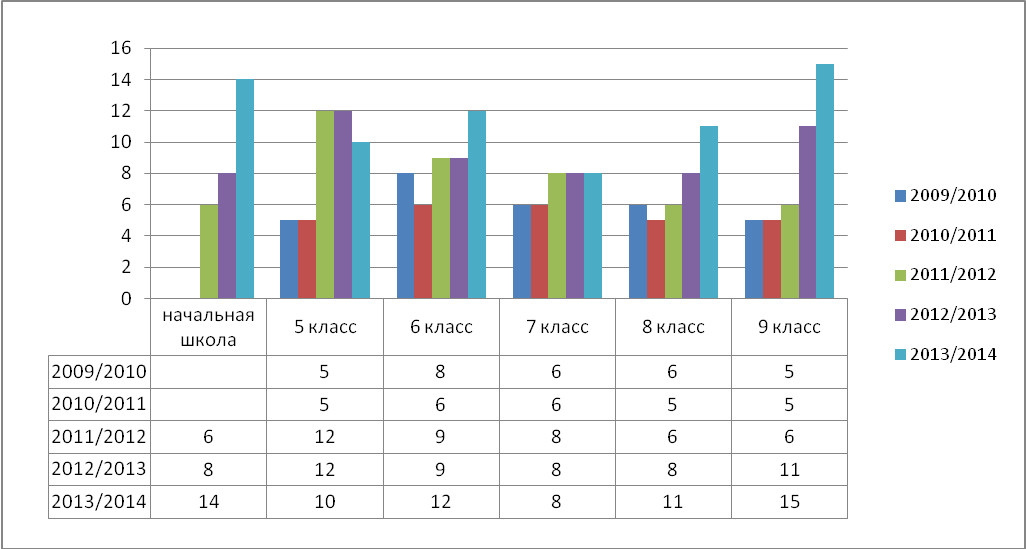 16
14
12
10
8
6
4
2
0
начальная
школа
5 класс
6 класс
7 класс
8 класс
9 класс
2009/2010 5 8 6 6 5
2010/2011 5 6 6 5 5
2011/2012 6 12 9 8 6 6
2012/2013 8 12 9 8 8 11
2013/2014 14 10 12 8 11 15
2009/2010
2010/2011
2011/2012
2012/2013
2013/2014